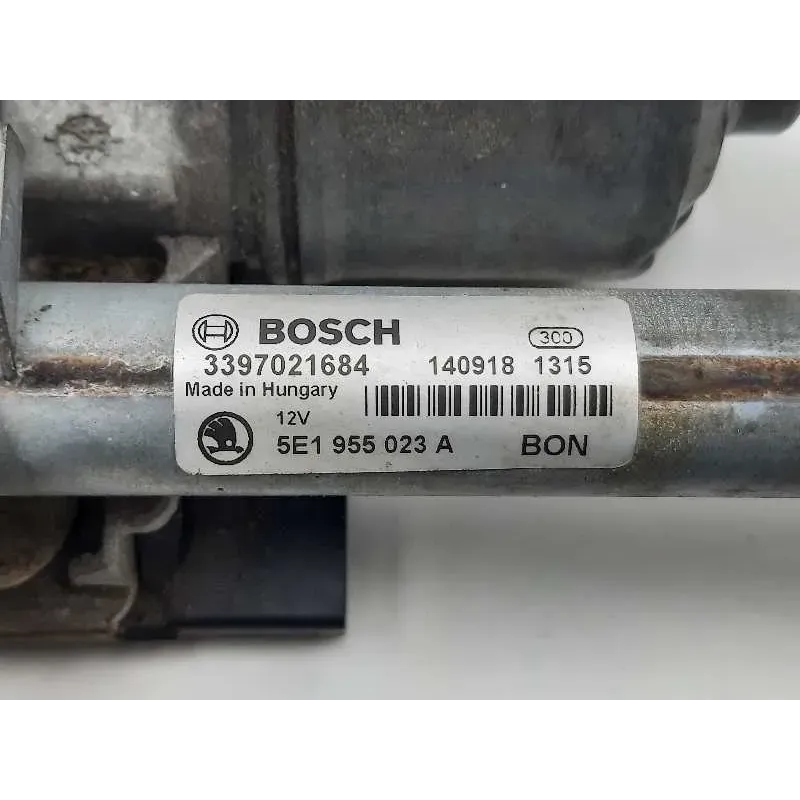 BOSCH 300
3397021684 140918 1315
Made in Hungary
12V
5E1 955 023 A BON